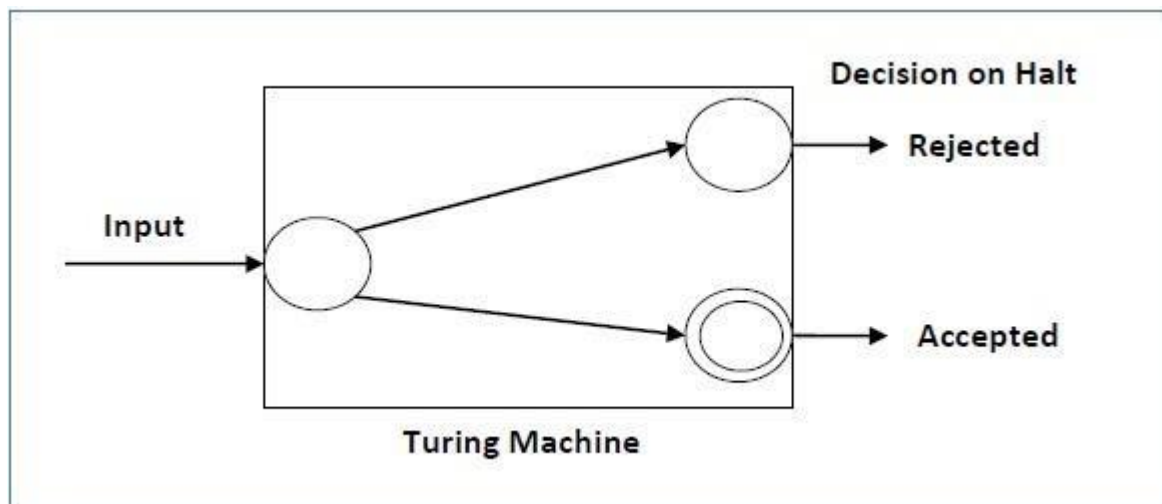 Decision on Halt
Rejected
Input
Accepted
Turing Machine